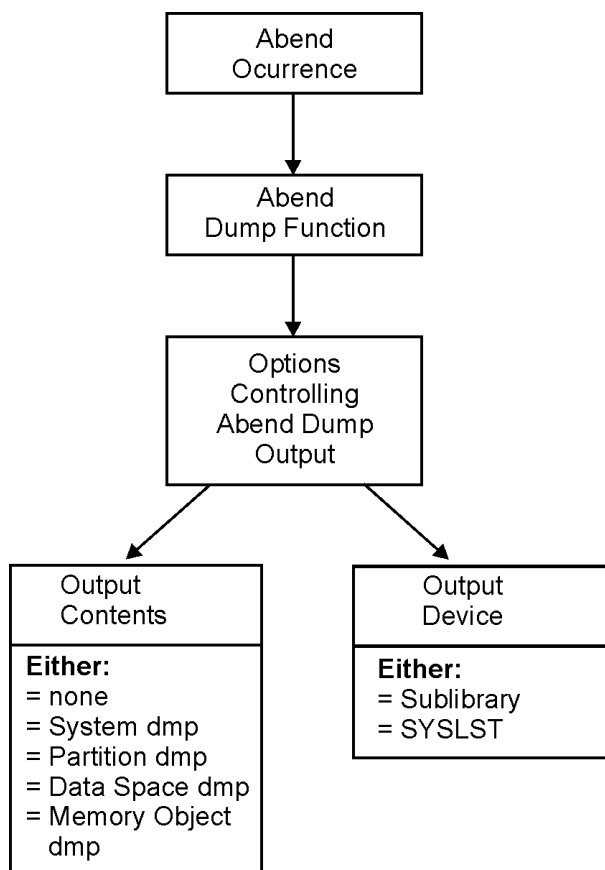 Abend
Ocurrence
Abend
Dump Function
Options
Controlling
Abend Dump
Output
Output
Contents
Either:
= none
= System dmp
= Partition dmp
= Data Space dmp
= Memory Object
dmp
Output
Device
Either:
= Sublibrary
= SYSLST